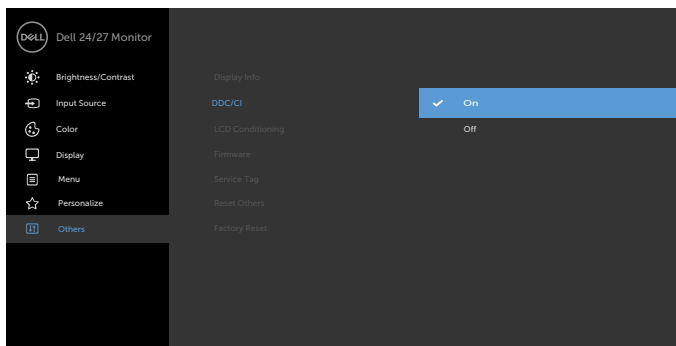 DELL Dell 24/27 Monitor
Brightness/Contrast
Input Source
Color
Display
Menu
Personalize
Others
Display Info
DDC/CI
LCD Conditioning
Firmware
Service Tag
Reset Others
Factory Reset
On
Off